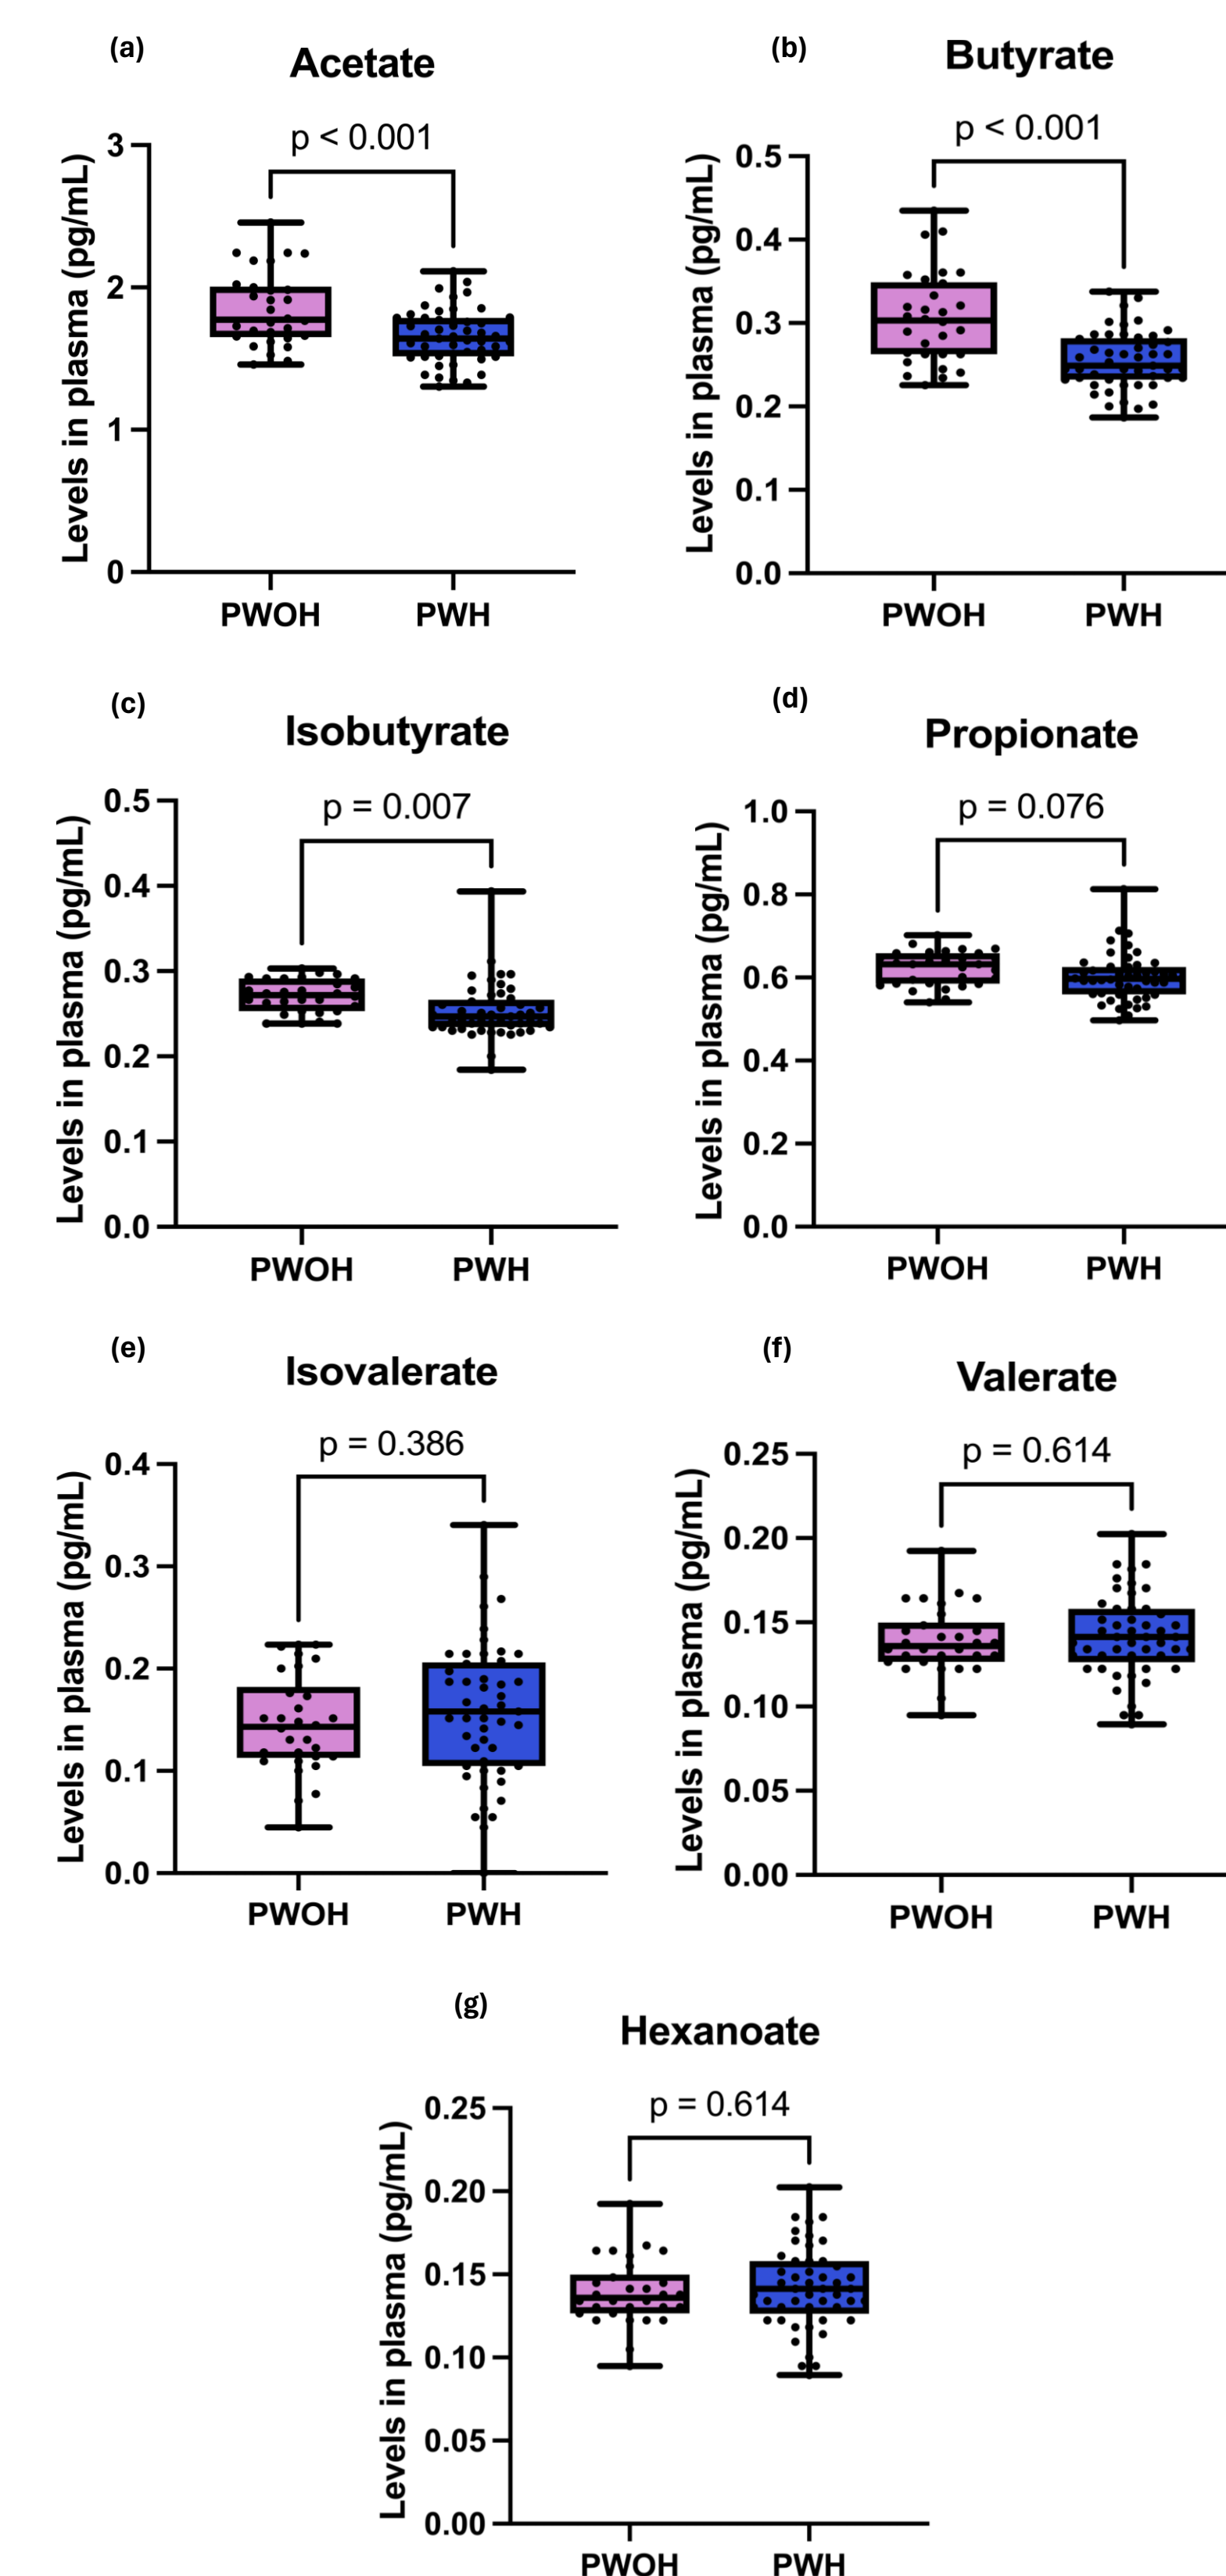 (a)
Acetate
p < 0.001
Levels in plasma (pg/mL)
3
2
1
0
PWOH PWH
(b)
Butyrate
p < 0.001
Levels in plasma (pg/mL)
0.5
0.4
0.3
0.2
0.1
0.0
PWOH PWH
(c)
Isobutyrate
p = 0.007
Levels in plasma (pg/mL)
0.5
0.4
0.3
0.2
0.1
0.0
PWOH PWH
(d)
Propionate
p = 0.076
Levels in plasma (pg/mL)
1.0
0.8
0.6
0.4
0.2
0.0
PWOH PWH
(e)
Isovalerate
p = 0.386
Levels in plasma (pg/mL)
0.4
0.3
0.2
0.1
0.0
PWOH PWH
(f)
Valerate
p = 0.614
Levels in plasma (pg/mL)
0.25
0.20
0.15
0.10
0.05
0.00
PWOH PWH
(g)
Hexanoate
p = 0.614
Levels in plasma (pg/mL)
0.25
0.20
0.15
0.10
0.05
0.00
PWOH PWH